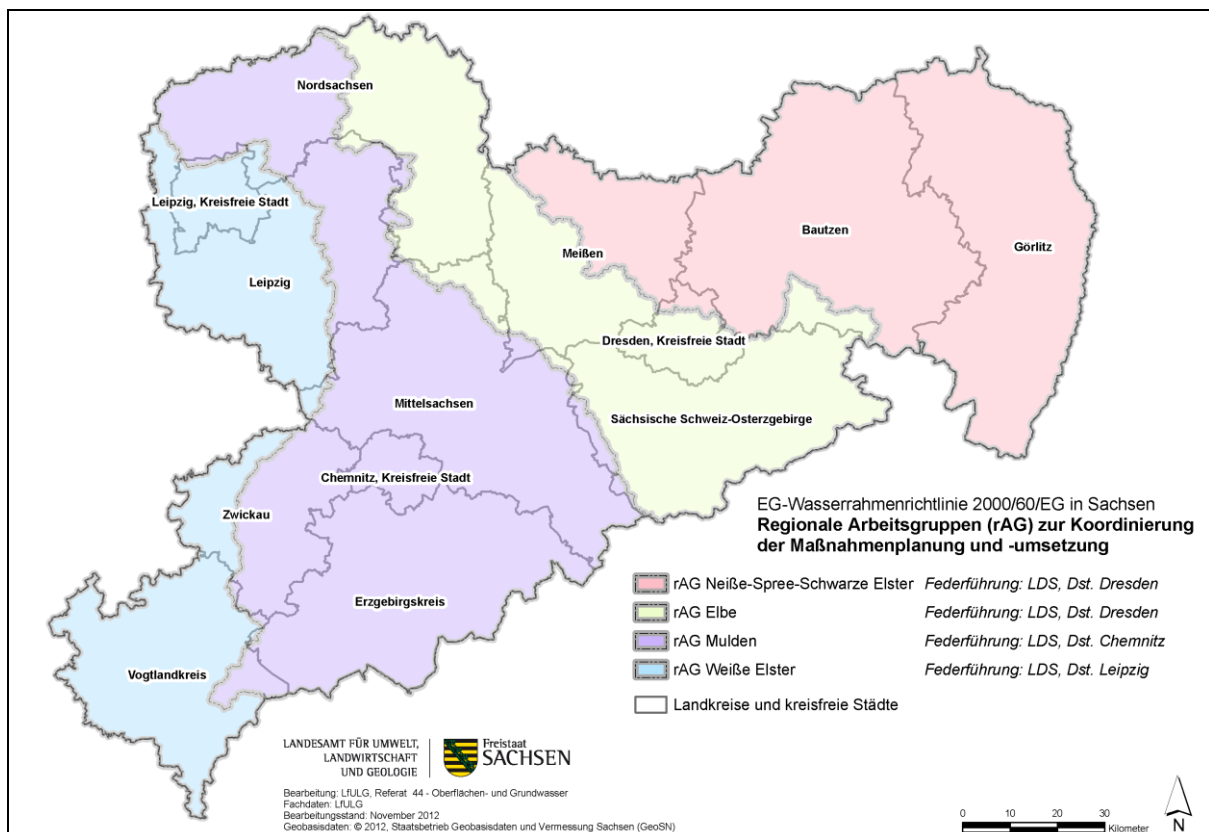 Nordsachsen
Leipzig, Kreisfreie Stadt
Leipzig
Meißen
Bautzen
Görlitz
Dresden, Kreisfreie Stadt
Mittelsachsen
Sächsische Schweiz-Osterzgebirge
Chemnitz, Kreisfreie Stadt
Zwickau
Erzgebirgskreis
Vogtlandkreis
EG-Wasserrahmenrichtlinie 2000/60/EG in Sachsen
Regionale Arbeitsgruppen (rAG) zur Koordinierung
der Maßnahmenplanung und -umsetzung
rAG Neiße-Spree-Schwarze Elster Federführung: LDS, Dst. Dresden
rAG Elbe Federführung: LDS, Dst. Dresden
rAG Mulden Federführung: LDS, Dst. Chemnitz
rAG Weiße Elster Federführung: LDS, Dst. Leipzig
Landkreise und kreisfreie Städte
LANDESAMT FÜR UMWELT,
LANDWIRTSCHAFT
UND GEOLOGIE
Freistaat
SACHSEN
Bearbeitung: LfULG, Referat 44 - Oberflächen- und Grundwasser
Fachdaten: LfULG
Bearbeitungsstand: November 2012
Geobasisdaten: © 2012, Staatsbetrieb Geobasisdaten und Vermessung Sachsen (GeoSN)
0 10 20 30
Kilometer
N